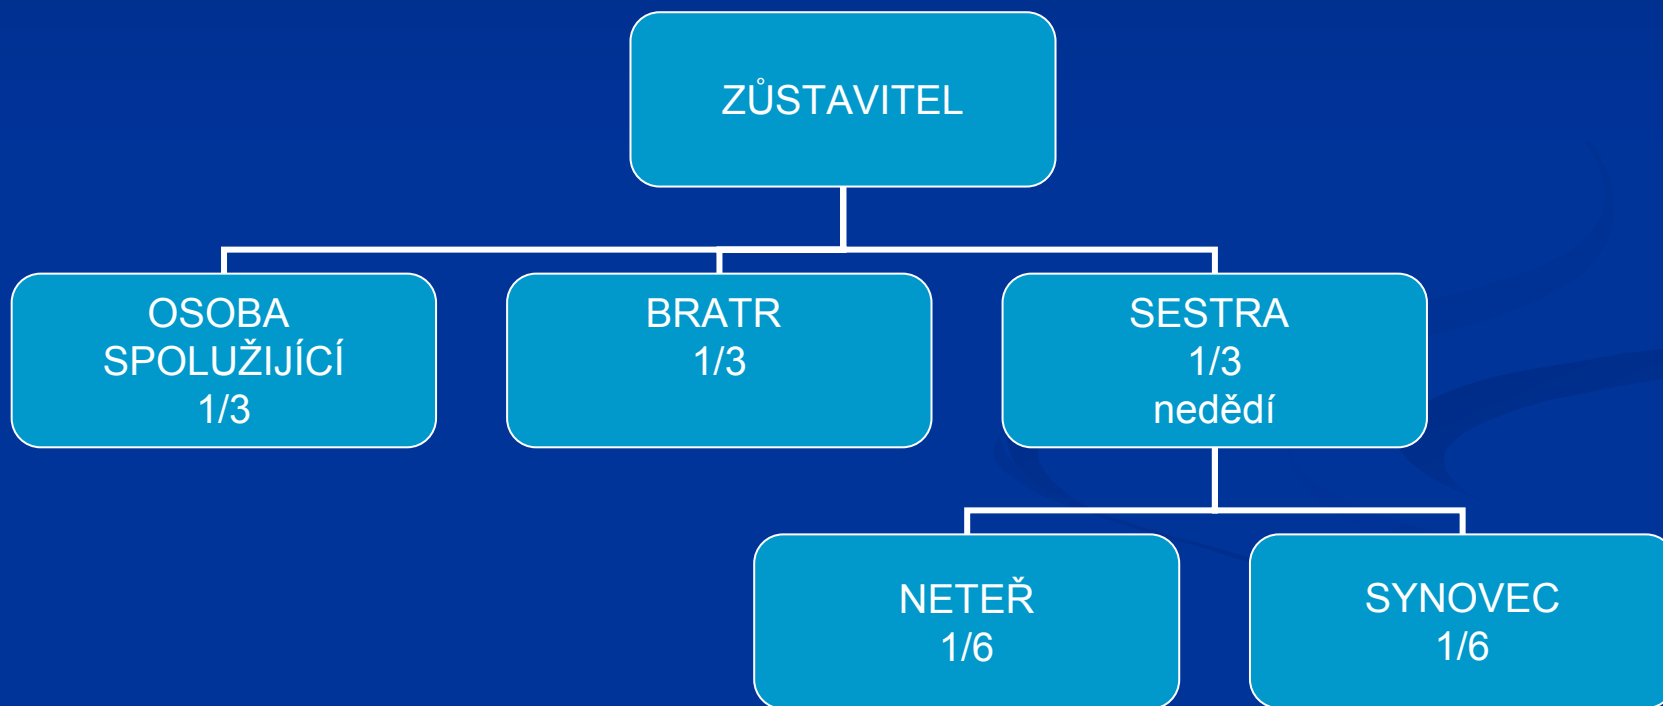 ZŮSTAVITEL
OSOBA
SPOLUŽIJÍCÍ
1/3
BRATR
1/3
SESTRA
1/3
nedědí
NETEŘ
1/6
SYNOVEC
1/6